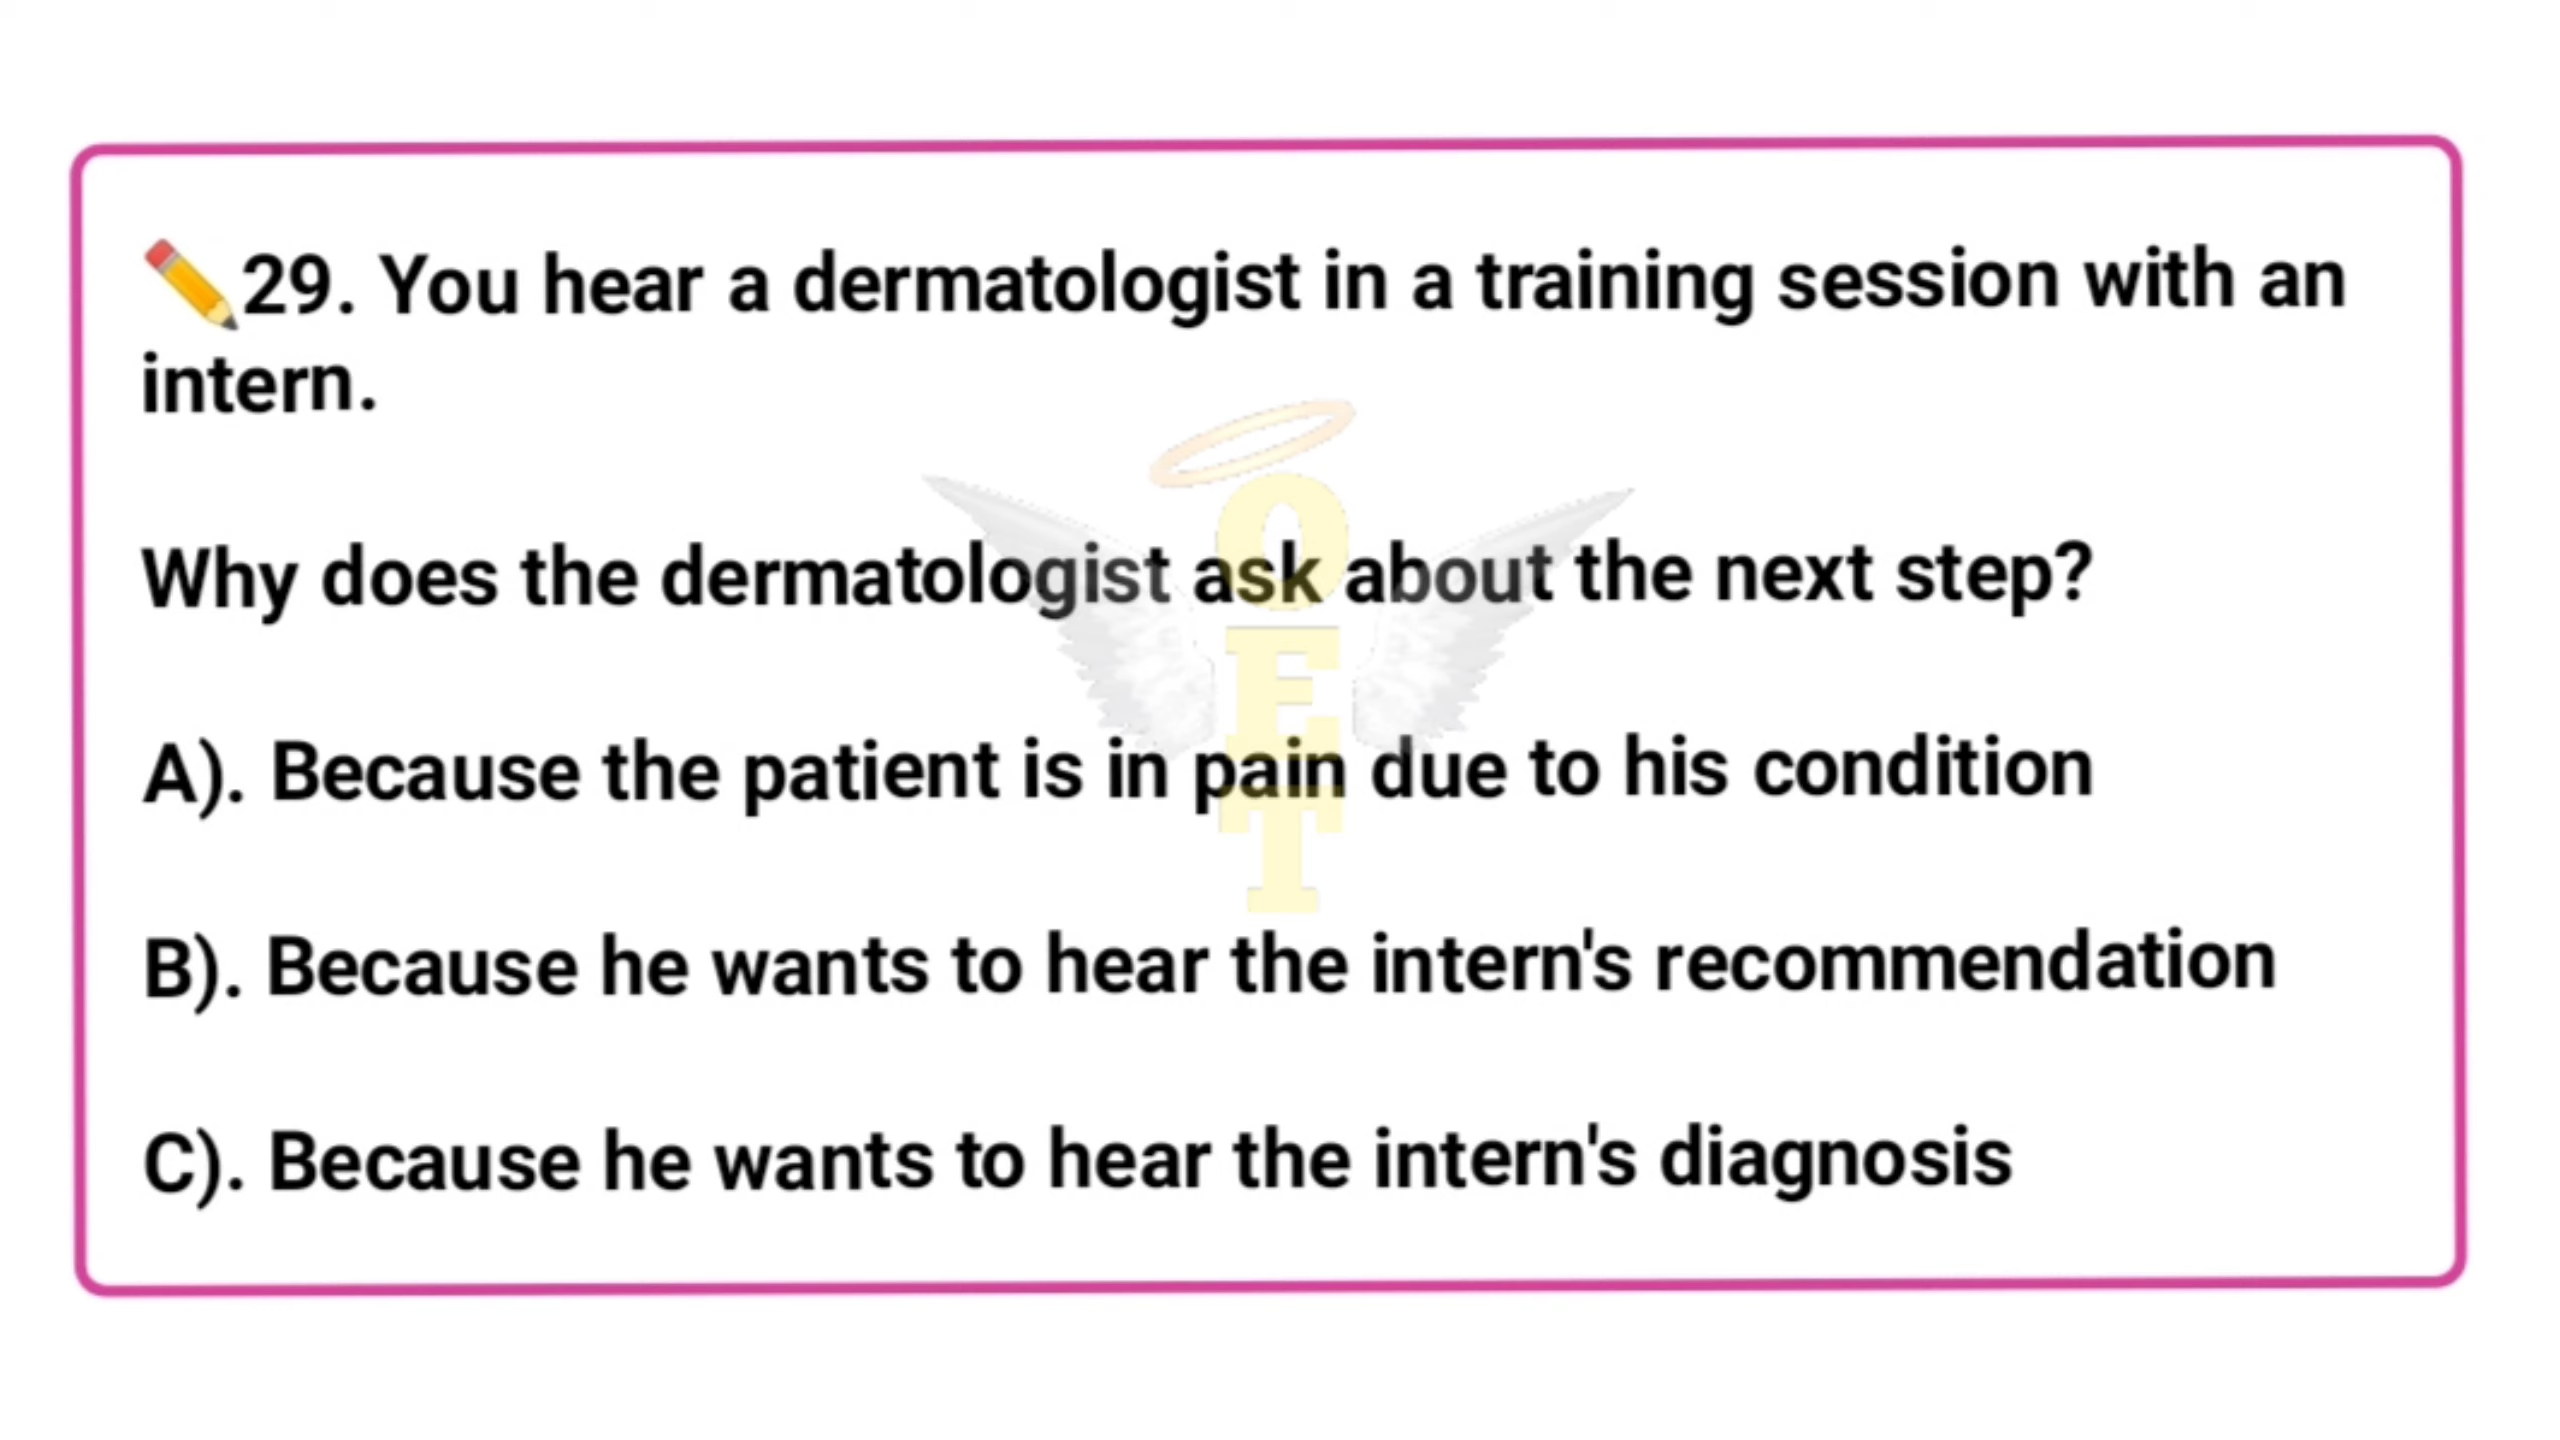 ✏️29. You hear a dermatologist in a training session with an
intern.
Why does the dermatologist ask about the next step?
A). Because the patient is in pain due to his condition
B). Because he wants to hear the intern's recommendation
C). Because he wants to hear the intern's diagnosis
OET